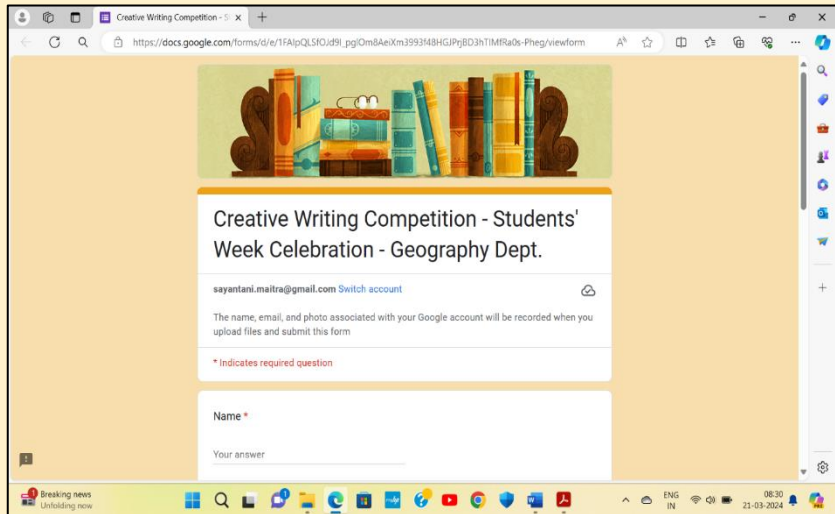 Creative Writing Competition - S
https://docs.google.com/forms/d/e/1FAIpQLSfOJd9l_pglOm8AeiXm3993f48HGJPrjBD3hTIMfRa0s-Pheg/viewform
Creative Writing Competition - Students'
Week Celebration - Geography Dept.
sayantani.maitra@gmail.com Switch account
The name, email, and photo associated with your Google account will be recorded when you
upload files and submit this form
* Indicates required question
Name *
Your answer
Breaking news
Unfolding now
ENG
IN
08:30
21-03-2024